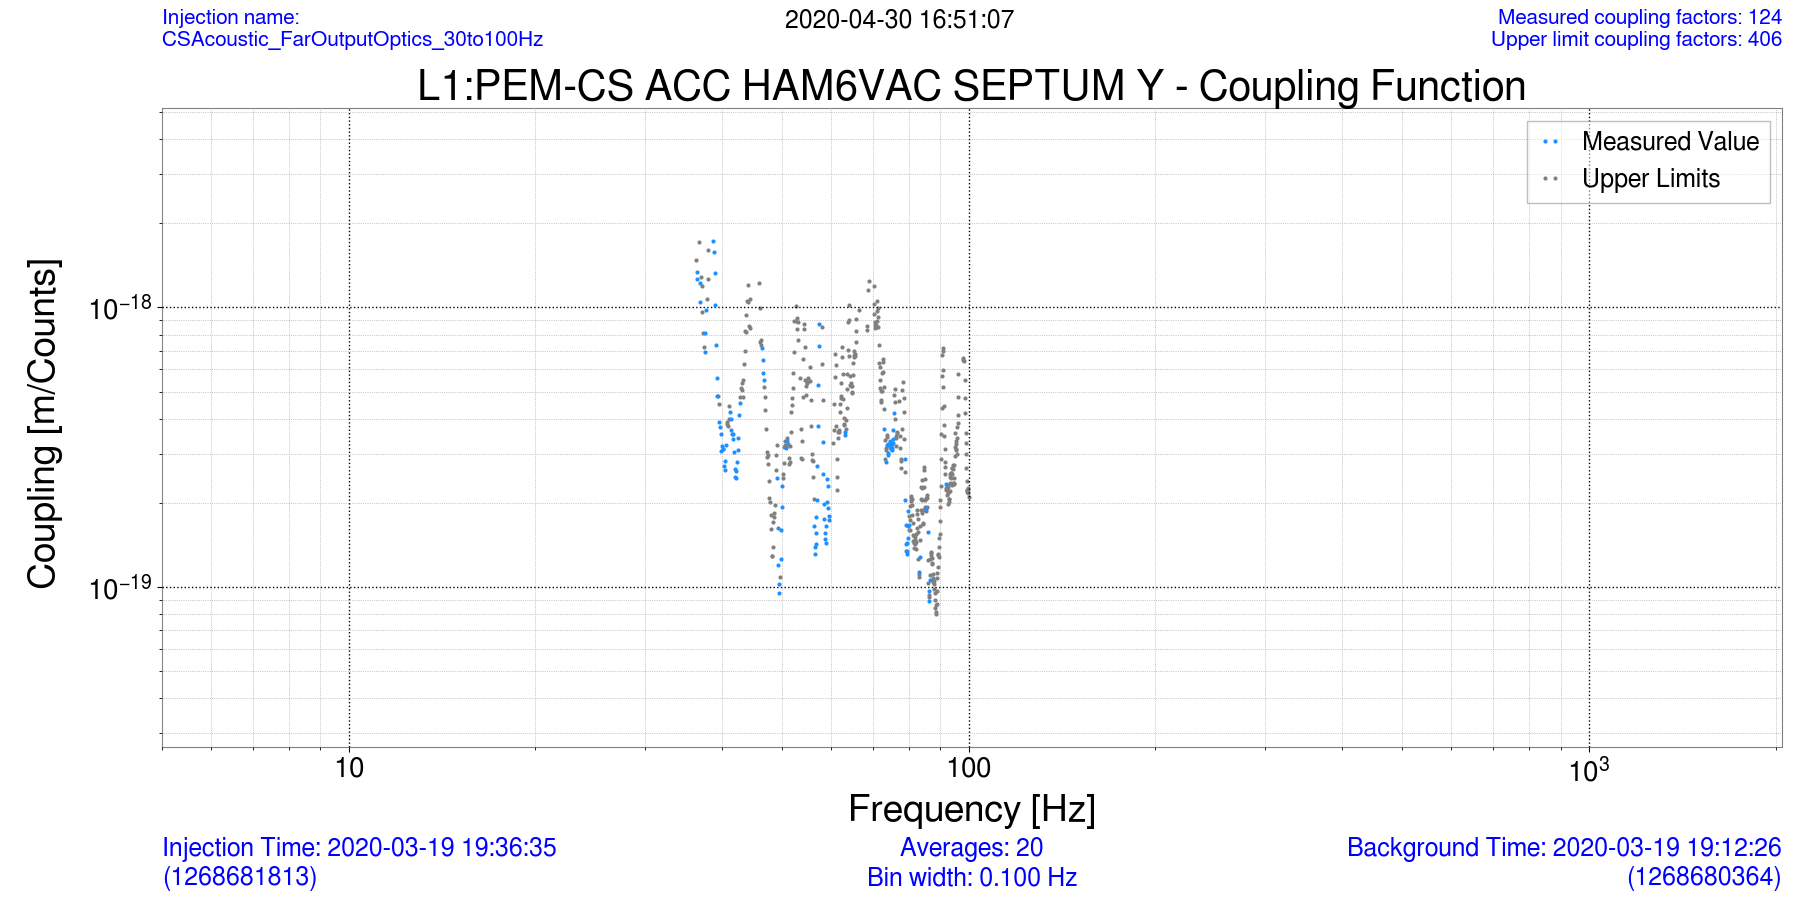 Injection name:
CSAcoustic_FarOutputOptics_30to100Hz
2020-04-30 16:51:07
Measured coupling factors: 124
Upper limit coupling factors: 406
L1:PEM-CS ACC HAM6VAC SEPTUM Y - Coupling Function
Measured Value
Upper Limits
Coupling [m/Counts]
10⁻¹⁸
10⁻¹⁹
10
100
10³
Frequency [Hz]
Injection Time: 2020-03-19 19:36:35
(1268681813)
Averages: 20
Bin width: 0.100 Hz
Background Time: 2020-03-19 19:12:26
(1268680364)